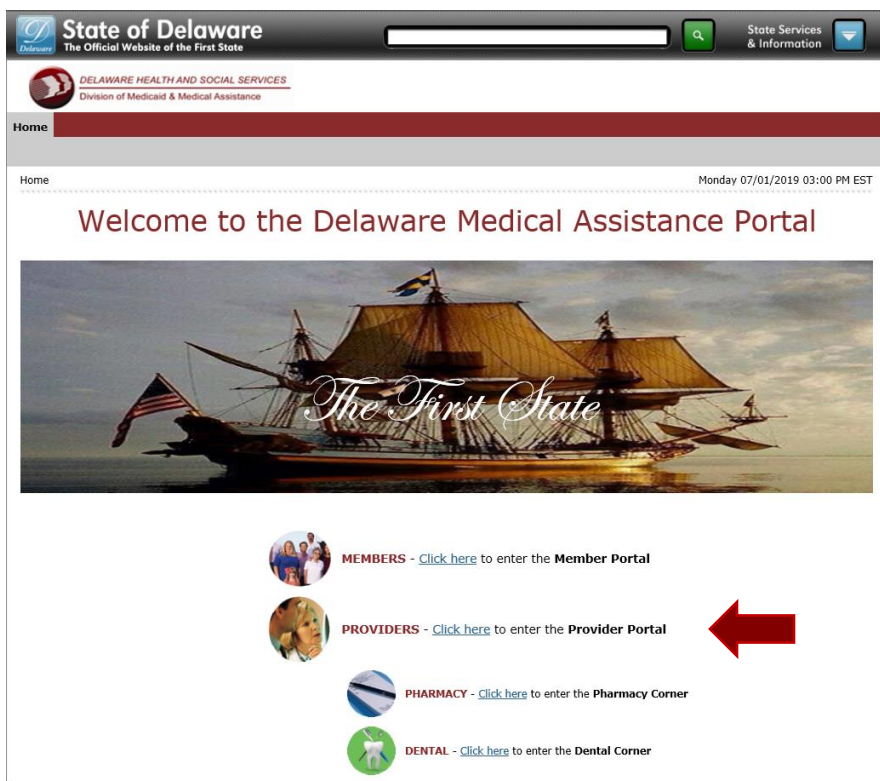 State of Delaware
The Official Website of the First State
Delaware
State Services
& Information
DELAWARE HEALTH AND SOCIAL SERVICES
Division of Medicaid & Medical Assistance
Home
Home
Monday 07/01/2019 03:00 PM EST
Welcome to the Delaware Medical Assistance Portal
The First State
MEMBERS - Click here to enter the Member Portal
PROVIDERS - Click here to enter the Provider Portal
PHARMACY - Click here to enter the Pharmacy Corner
DENTAL - Click here to enter the Dental Corner